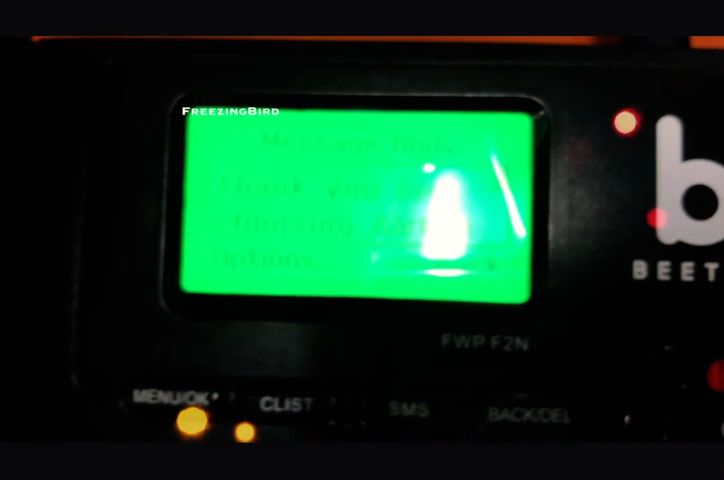 FREEZINGBIRD
Message body
Thank you
choosing
Options
b
BEET
FWP F2N
MENU/OK
CLIST
SMS
BACK/DEL